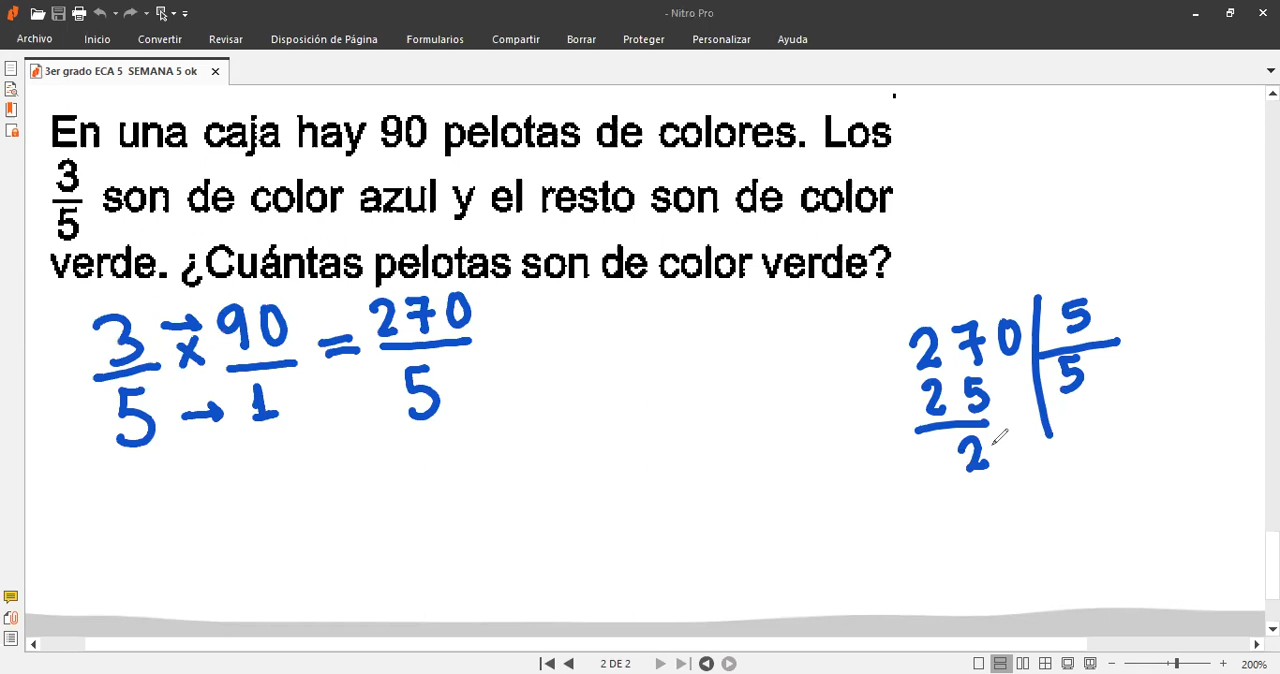 - Nitro Pro
Archivo Inicio Convertir Revisar Disposición de Página Formularios Compartir Borrar Proteger Personalizar Ayuda
3er grado ECA 5 SEMANA 5 ok
En una caja hay 90 pelotas de colores. Los
3/5 son de color azul y el resto son de color
verde. ¿Cuántas pelotas son de color verde?
3/5 → x → 90/1 = 270/5
270 | 5
25 5
2
2 DE 2
200%